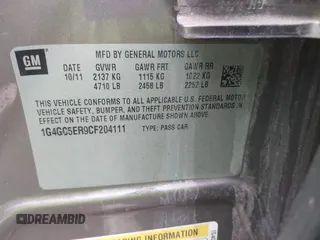 GM
MFD BY GENERAL MOTORS LLC
DATE GVWR GAWR FRT GAWR RR
10/11 2137 KG 1115 KG 1022 KG
4710 LB 2458 LB 2252 LB
THIS VEHICLE CONFORMS TO ALL APPLICABLE U.S. FEDERAL MOTOR
VEHICLE SAFETY, BUMPER, AND THEFT PREVENTION STANDARDS IN
EFFECT ON THE DATE OF MANUFACTURE SHOWN ABOVE.
1G4GC5ER9CF204111
TYPE: PASS CAR
ING INFORMATION
DREAMBID